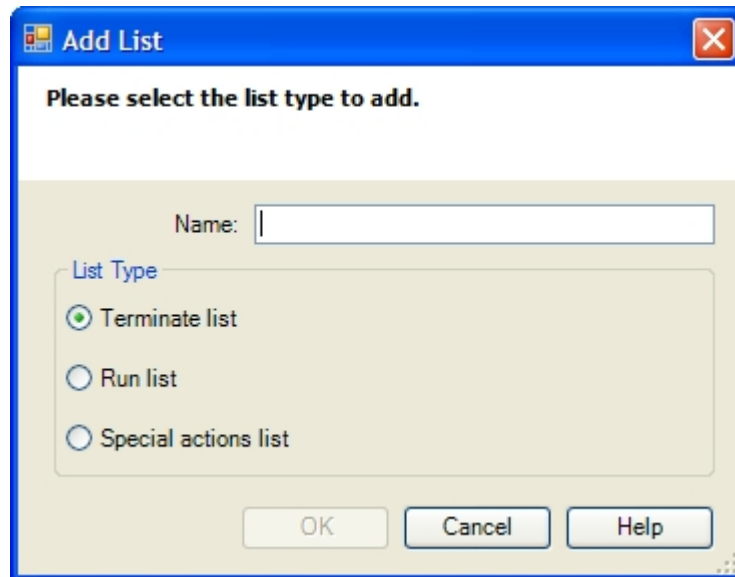 Add List
Please select the list type to add.
Name:
List Type
Terminate list
Run list
Special actions list
OK Cancel Help